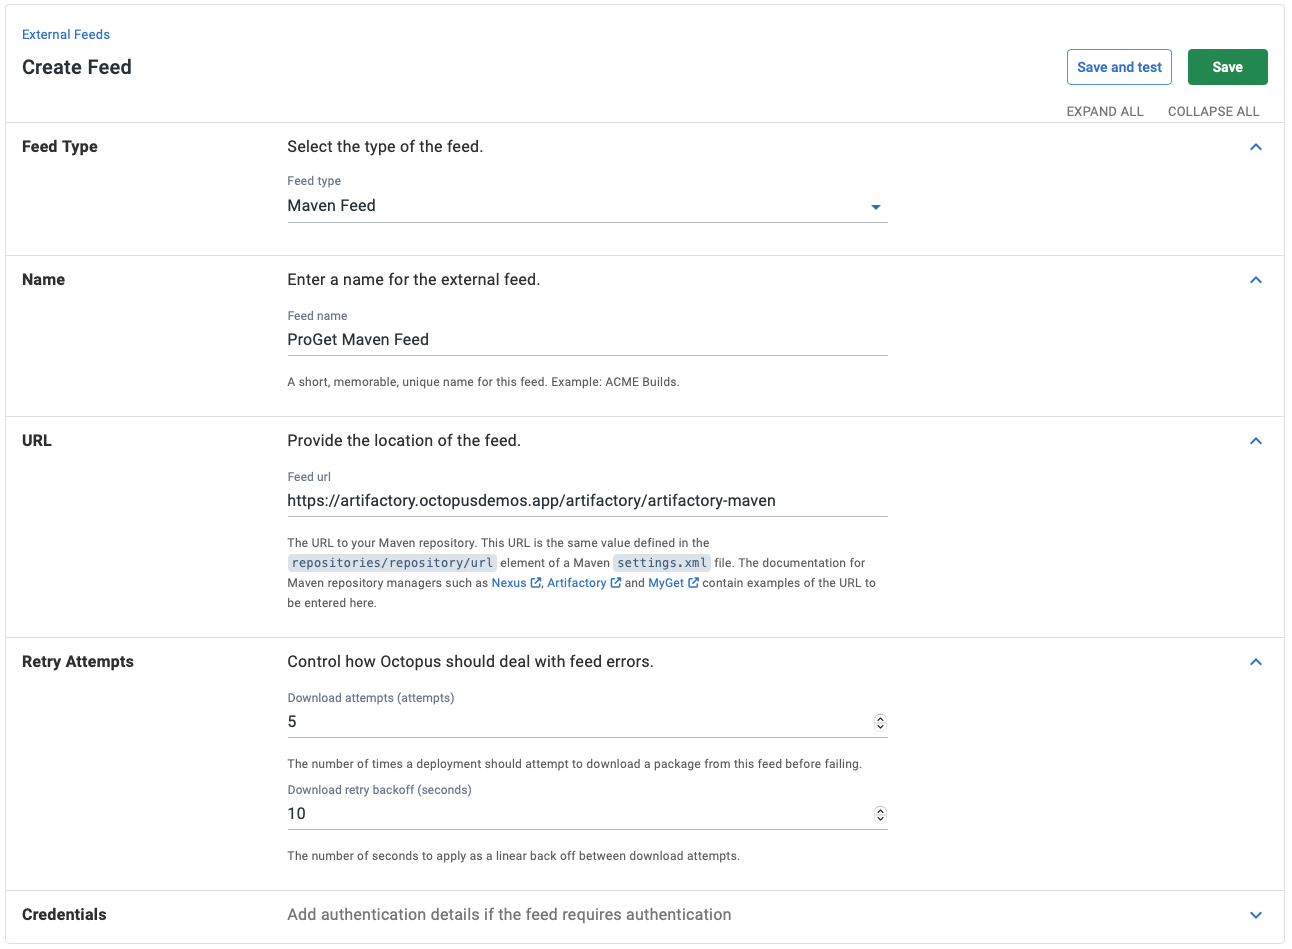 External Feeds
Create Feed
Save and test
Save
EXPAND ALL
COLLAPSE ALL
Feed Type
Select the type of the feed.
Feed type
Maven Feed
Name
Enter a name for the external feed.
Feed name
ProGet Maven Feed
A short, memorable, unique name for this feed. Example: ACME Builds.
URL
Provide the location of the feed.
Feed url
https://artifactory.octopusdemos.app/artifactory/artifactory-maven
The URL to your Maven repository. This URL is the same value defined in the
repositories/repository/url element of a Maven settings.xml file. The documentation for
Maven repository managers such as Nexus, Artifactory and MyGet contain examples of the URL to
be entered here.
Retry Attempts
Control how Octopus should deal with feed errors.
Download attempts (attempts)
5
The number of times a deployment should attempt to download a package from this feed before failing.
Download retry backoff (seconds)
10
The number of seconds to apply as a linear back off between download attempts.
Credentials
Add authentication details if the feed requires authentication